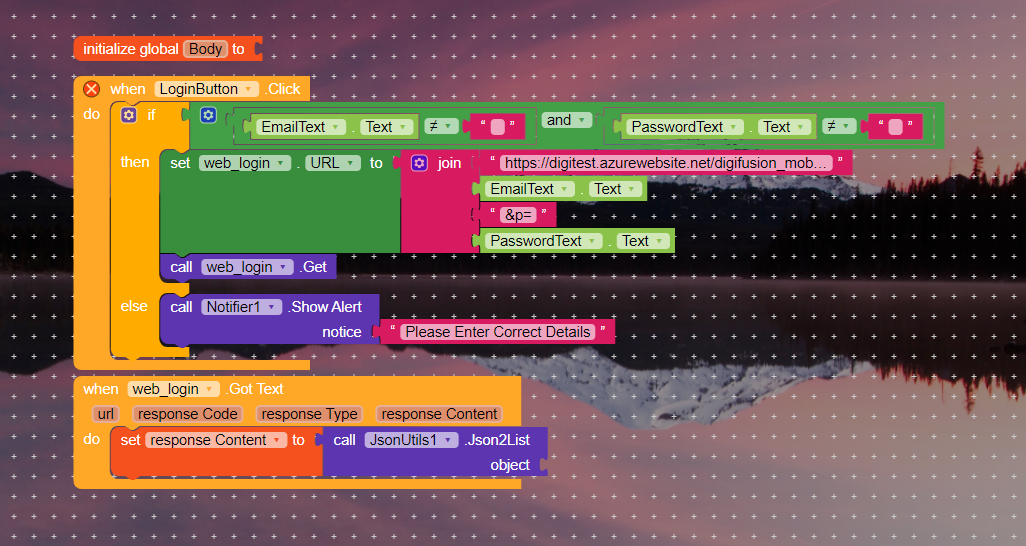 initialize global Body to
when LoginButton .Click
do if EmailText . Text ≠ “ ” and PasswordText . Text ≠ “ ”
then set web_login . URL to join “ https://digitest.azurewebsite.net/digifusion_mob... ”
EmailText . Text
“ &p= ”
PasswordText . Text
call web_login .Get
else call Notifier1 .Show Alert
notice “ Please Enter Correct Details ”
when web_login .Got Text
url response Code response Type response Content
do set response Content to call JsonUtils1 .Json2List
object